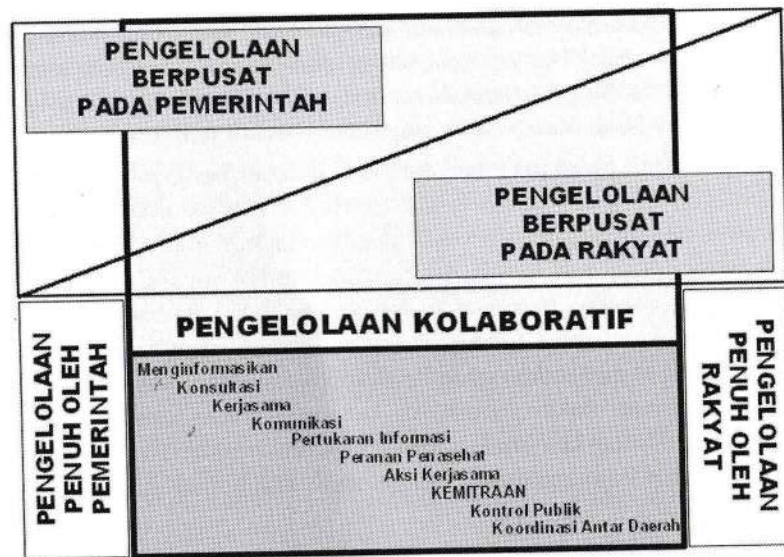 PENGELOLAAN
BERPUSAT
PADA PEMERINTAH
PENGELOLAAN
BERPUSAT
PADA RAKYAT
PENGELOLAAN
PENUH OLEH
PEMERINTAH
PENGELOLAAN KOLABORATIF
Menginformasikan
Konsultasi
Kerjasama
Komunikasi
Pertukaran Informasi
Peranan Penasehat
Aksi Kerjasama
KEMITRAAN
Kontrol Publik
Koordinasi Antar Daerah
PENGELOLAAN
PENUH OLEH
RAKYAT